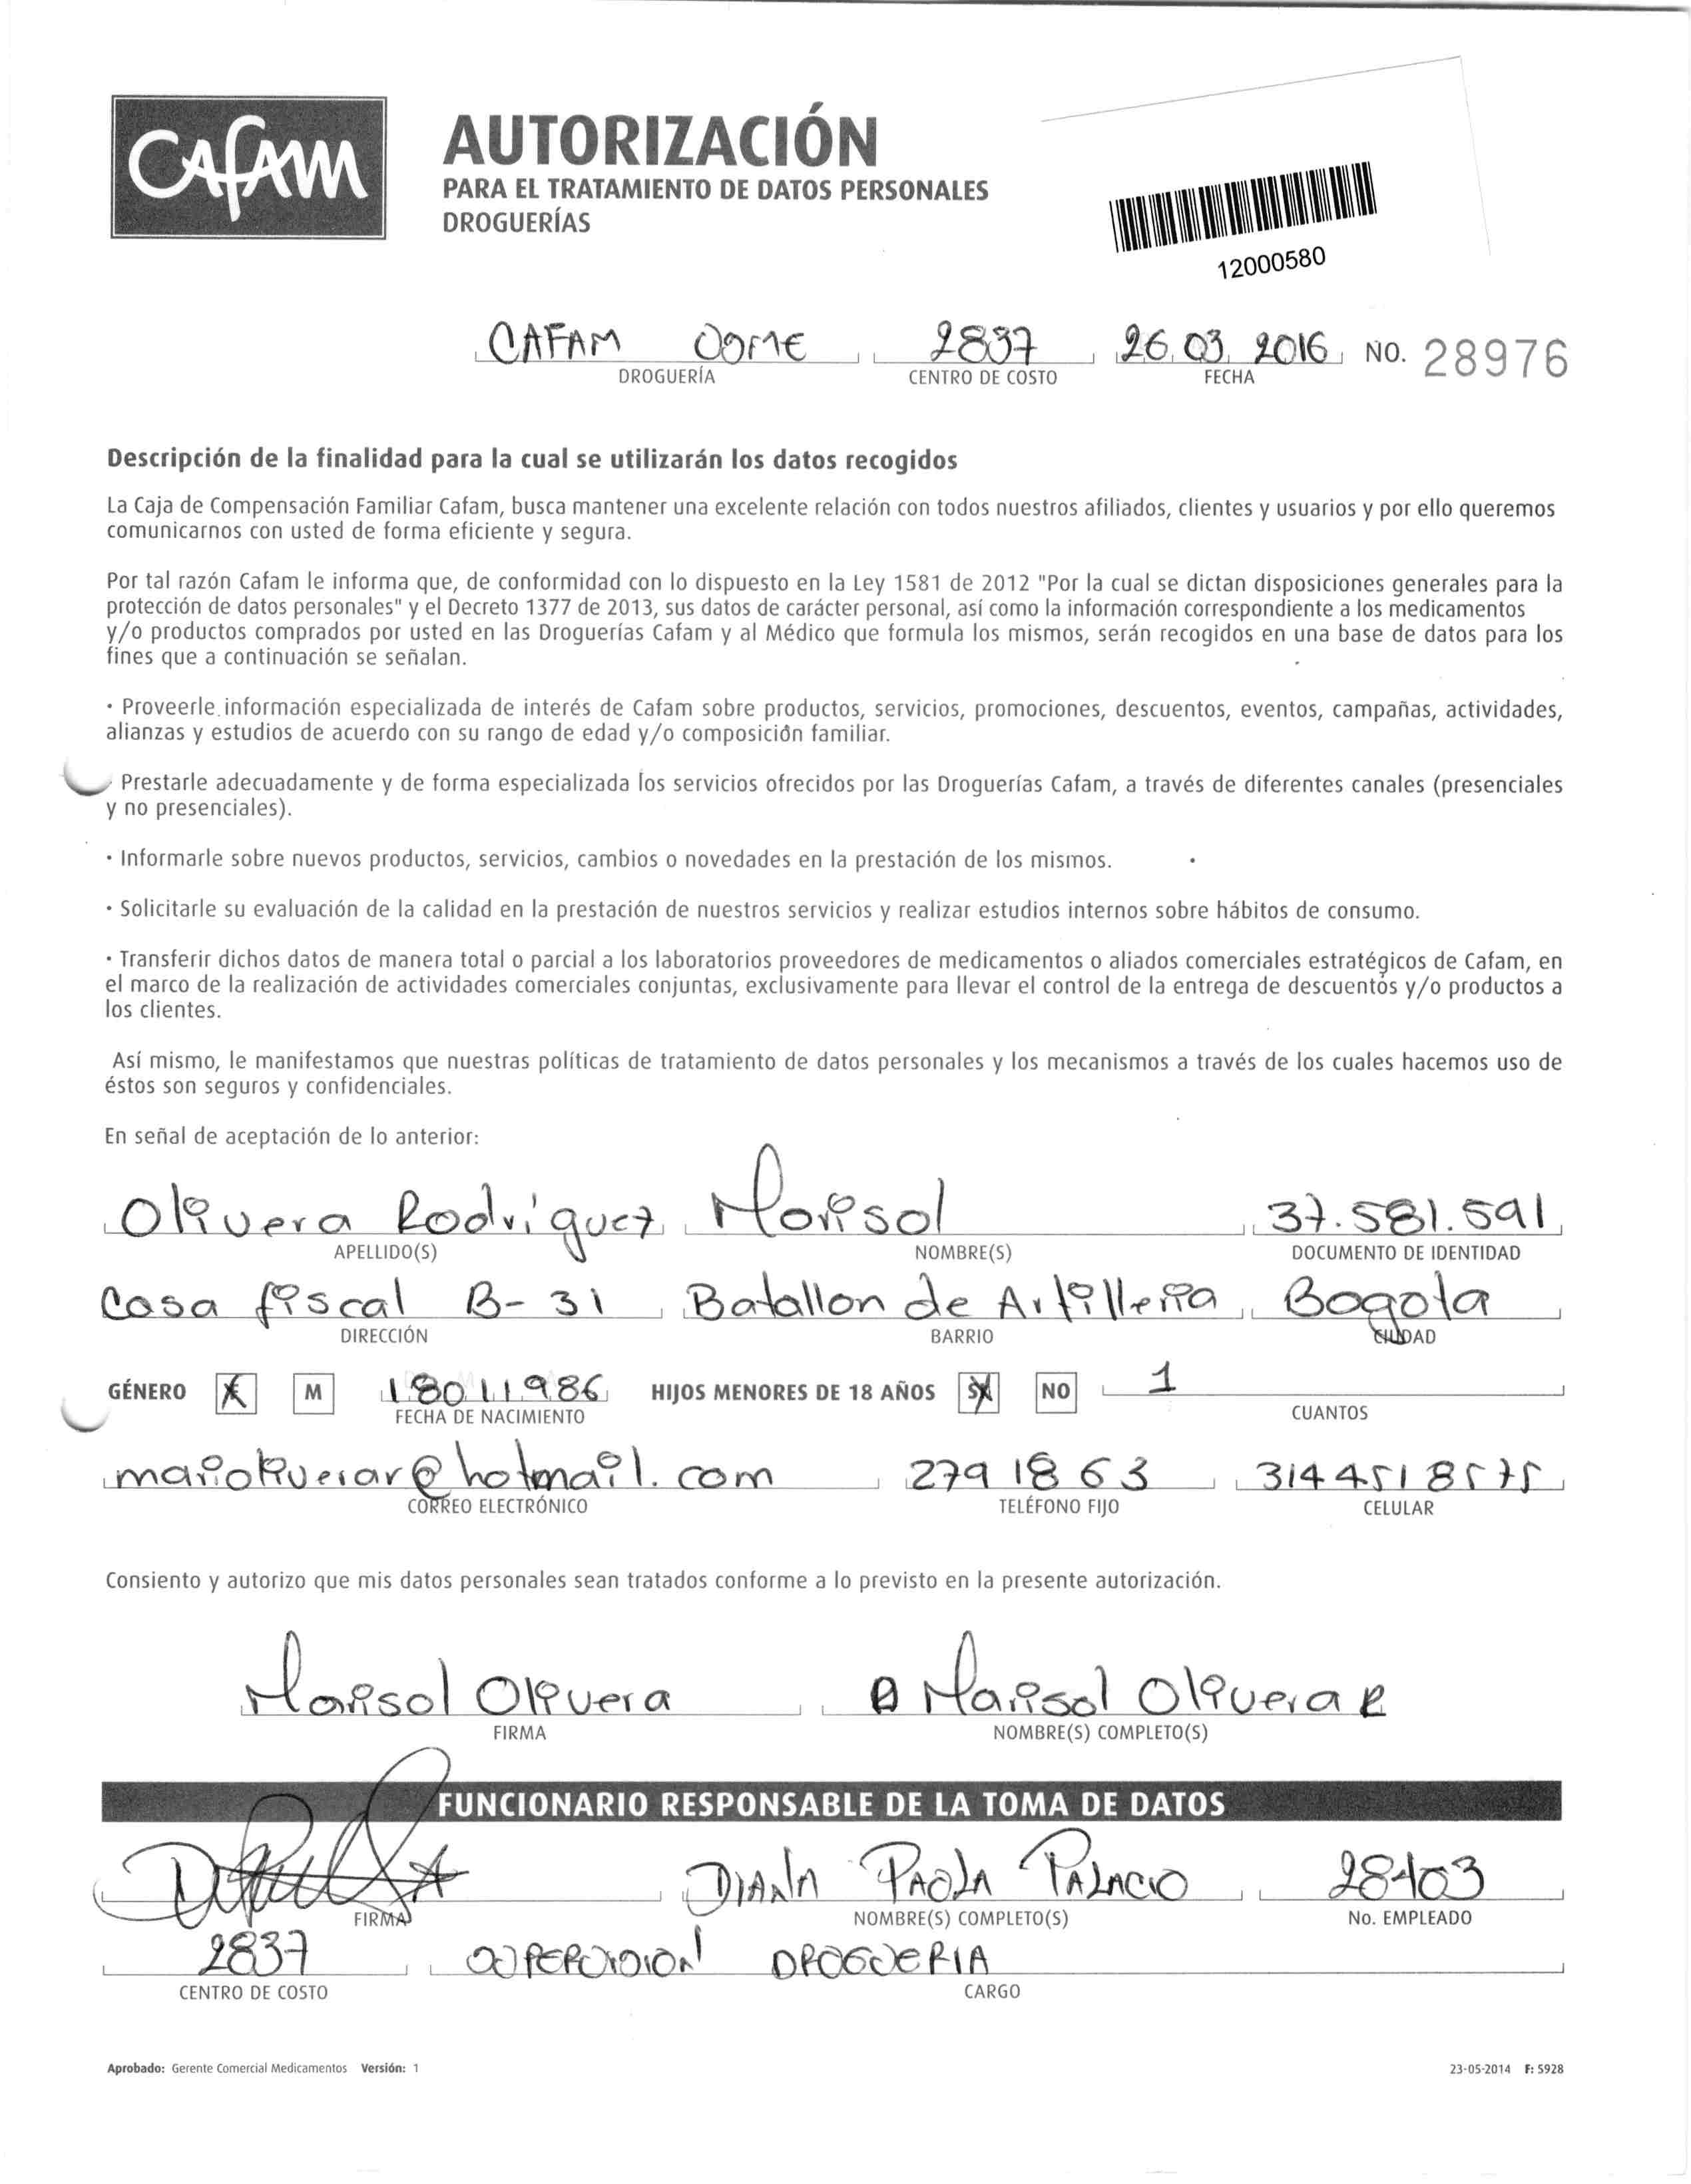 CAFAM
AUTORIZACIÓN
PARA EL TRATAMIENTO DE DATOS PERSONALES
DROGUERÍAS
12000580
CAFAM 2837 26 03 2016 NO. 28976
DROGUERÍA CENTRO DE COSTO FECHA
Descripción de la finalidad para la cual se utilizarán los datos recogidos
La Caja de Compensación Familiar Cafam, busca mantener una excelente relación con todos nuestros afiliados, clientes y usuarios y por ello queremos
comunicarnos con usted de forma eficiente y segura.
Por tal razón Cafam le informa que, de conformidad con lo dispuesto en la Ley 1581 de 2012 "Por la cual se dictan disposiciones generales para la
protección de datos personales" y el Decreto 1377 de 2013, sus datos de carácter personal, así como la información correspondiente a los medicamentos
y/o productos comprados por usted en las Droguerías Cafam y al Médico que formula los mismos, serán recogidos en una base de datos para los
fines que a continuación se señalan.
· Proveerle información especializada de interés de Cafam sobre productos, servicios, promociones, descuentos, eventos, campañas, actividades,
alianzas y estudios de acuerdo con su rango de edad y/o composición familiar.
· Prestarle adecuadamente y de forma especializada los servicios ofrecidos por las Droguerías Cafam, a través de diferentes canales (presenciales
y no presenciales).
· Informarle sobre nuevos productos, servicios, cambios o novedades en la prestación de los mismos.
· Solicitarle su evaluación de la calidad en la prestación de nuestros servicios y realizar estudios internos sobre hábitos de consumo.
· Transferir dichos datos de manera total o parcial a los laboratorios proveedores de medicamentos o aliados comerciales estratégicos de Cafam, en
el marco de la realización de actividades comerciales conjuntas, exclusivamente para llevar el control de la entrega de descuentos y/o productos a
los clientes.
Así mismo, le manifestamos que nuestras políticas de tratamiento de datos personales y los mecanismos a través de los cuales hacemos uso de
éstos son seguros y confidenciales.
En señal de aceptación de lo anterior:
Olivera Rodriguez Marisol 37.581.591
APELLIDO(S) NOMBRE(S) DOCUMENTO DE IDENTIDAD
Casa fiscal B-31 Batallon de Artilleria Bogota
DIRECCIÓN BARRIO CIUDAD
GÉNERO X M 18011986 HIJOS MENORES DE 18 AÑOS SI X NO 1
FECHA DE NACIMIENTO CUANTOS
marioliverar@hotmail.com 279 18 63 314 451 8575
CORREO ELECTRÓNICO TELÉFONO FIJO CELULAR
Consiento y autorizo que mis datos personales sean tratados conforme a lo previsto en la presente autorización.
Marisol Olivera Marisol Olivera R
FIRMA NOMBRE(S) COMPLETO(S)
FUNCIONARIO RESPONSABLE DE LA TOMA DE DATOS
DIANA PAOLA PALACIO 28403
FIRMA NOMBRE(S) COMPLETO(S) No. EMPLEADO
2837 DROGUERIA
CENTRO DE COSTO CARGO
Aprobado: Gerente Comercial Medicamentos Versión: 1 23-05-2014 F: 5928